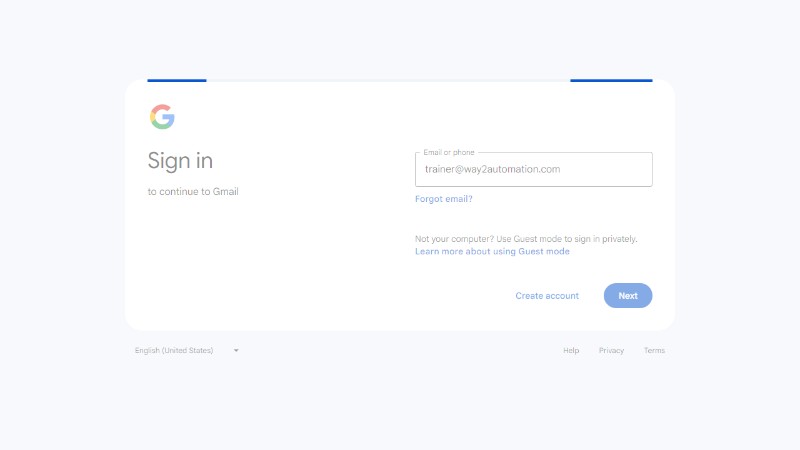 Sign in
to continue to Gmail
Email or phone
trainer@way2automation.com
Forgot email?
Not your computer? Use Guest mode to sign in privately.
Learn more about using Guest mode
Create account
Next
English (United States)
Help
Privacy
Terms